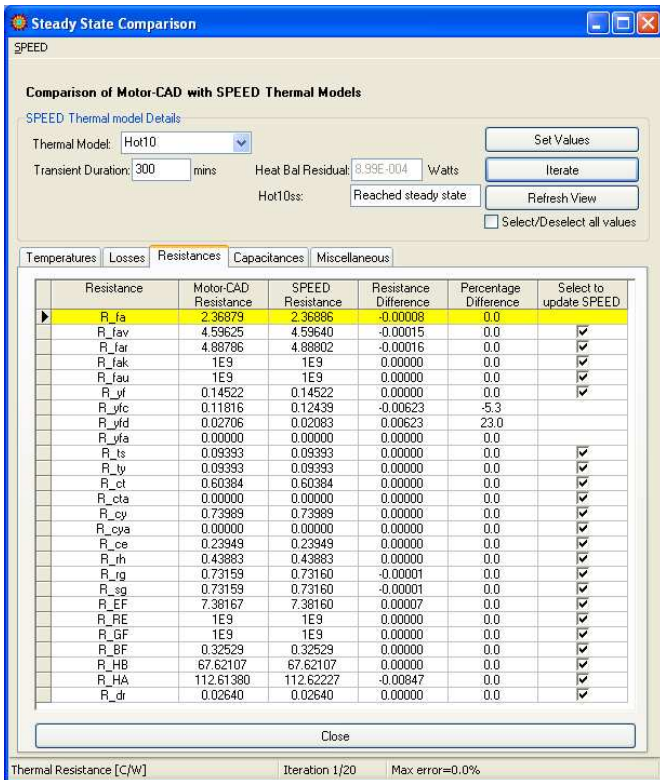 Steady State Comparison
SPEED
Comparison of Motor-CAD with SPEED Thermal Models
SPEED Thermal model Details
Thermal Model: Hot10 Set Values
Transient Duration: 300 mins Heat Bal Residual: 8.99E-004 Watts Iterate
Hot10ss: Reached steady state Refresh View
Select/Deselect all values
Temperatures Losses Resistances Capacitances Miscellaneous
Resistance Motor-CAD Resistance SPEED Resistance Resistance Difference Percentage Difference Select to update SPEED
R_fa 2.36879 2.36886 -0.00008 0.0
R_fav 4.59625 4.59640 -0.00015 0.0
R_far 4.88786 4.88802 -0.00016 0.0
R_fak 1E9 1E9 0.00000 0.0
R_fau 1E9 1E9 0.00000 0.0
R_yf 0.14522 0.14522 0.00000 0.0
R_yfc 0.11816 0.12439 -0.00623 -5.3
R_yfd 0.02706 0.02083 0.00623 23.0
R_yfa 0.00000 0.00000 0.00000 0.0
R_ts 0.09393 0.09393 0.00000 0.0
R_ty 0.09393 0.09393 0.00000 0.0
R_ct 0.60384 0.60384 0.00000 0.0
R_cta 0.00000 0.00000 0.00000 0.0
R_cy 0.73989 0.73989 0.00000 0.0
R_cya 0.00000 0.00000 0.00000 0.0
R_ce 0.23949 0.23949 0.00000 0.0
R_rh 0.43883 0.43883 0.00000 0.0
R_rg 0.73159 0.73160 -0.00001 0.0
R_sg 0.73159 0.73160 -0.00001 0.0
R_EF 7.38167 7.38160 0.00007 0.0
R_RE 1E9 1E9 0.00000 0.0
R_GF 1E9 1E9 0.00000 0.0
R_BF 0.32529 0.32529 0.00000 0.0
R_HB 67.62107 67.62107 0.00000 0.0
R_HA 112.61380 112.62227 -0.00847 0.0
R_dr 0.02640 0.02640 0.00000 0.0
Close
Thermal Resistance [C/W] Iteration 1/20 Max error=0.0%